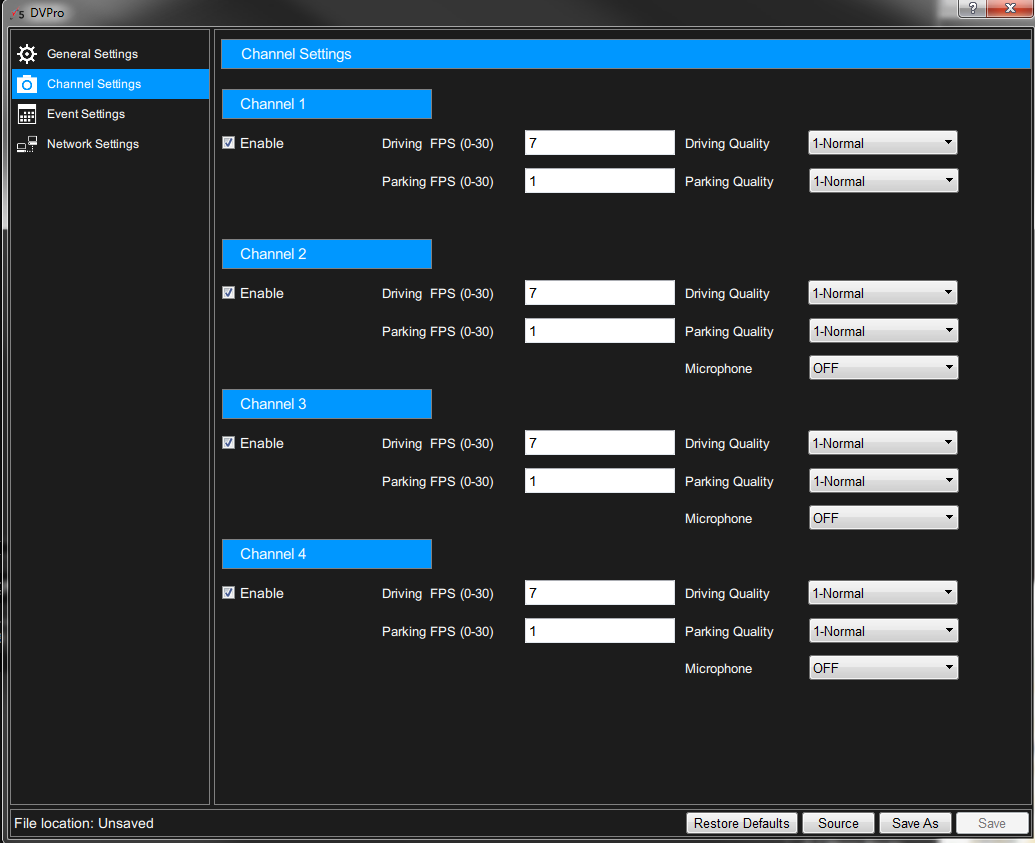 5 DVPro
General Settings
Channel Settings
Event Settings
Network Settings
Channel Settings
Channel 1
Enable Driving FPS (0-30) 7 Driving Quality 1-Normal
Parking FPS (0-30) 1 Parking Quality 1-Normal
Channel 2
Enable Driving FPS (0-30) 7 Driving Quality 1-Normal
Parking FPS (0-30) 1 Parking Quality 1-Normal
Microphone OFF
Channel 3
Enable Driving FPS (0-30) 7 Driving Quality 1-Normal
Parking FPS (0-30) 1 Parking Quality 1-Normal
Microphone OFF
Channel 4
Enable Driving FPS (0-30) 7 Driving Quality 1-Normal
Parking FPS (0-30) 1 Parking Quality 1-Normal
Microphone OFF
File location: Unsaved Restore Defaults Source Save As Save